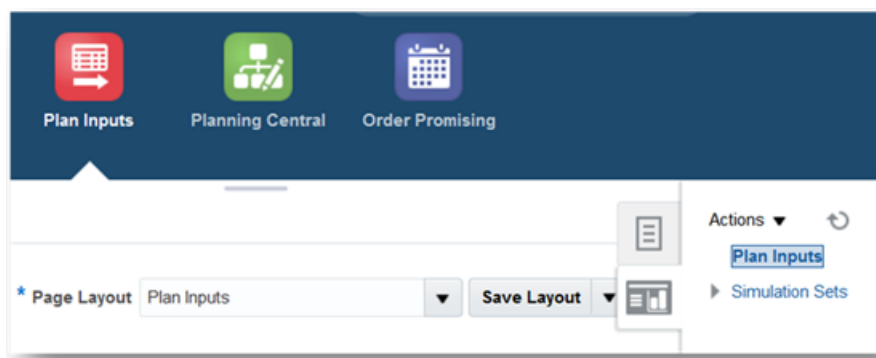 Plan Inputs
Planning Central
Order Promising
Actions
Plan Inputs
* Page Layout Plan Inputs Save Layout
Simulation Sets